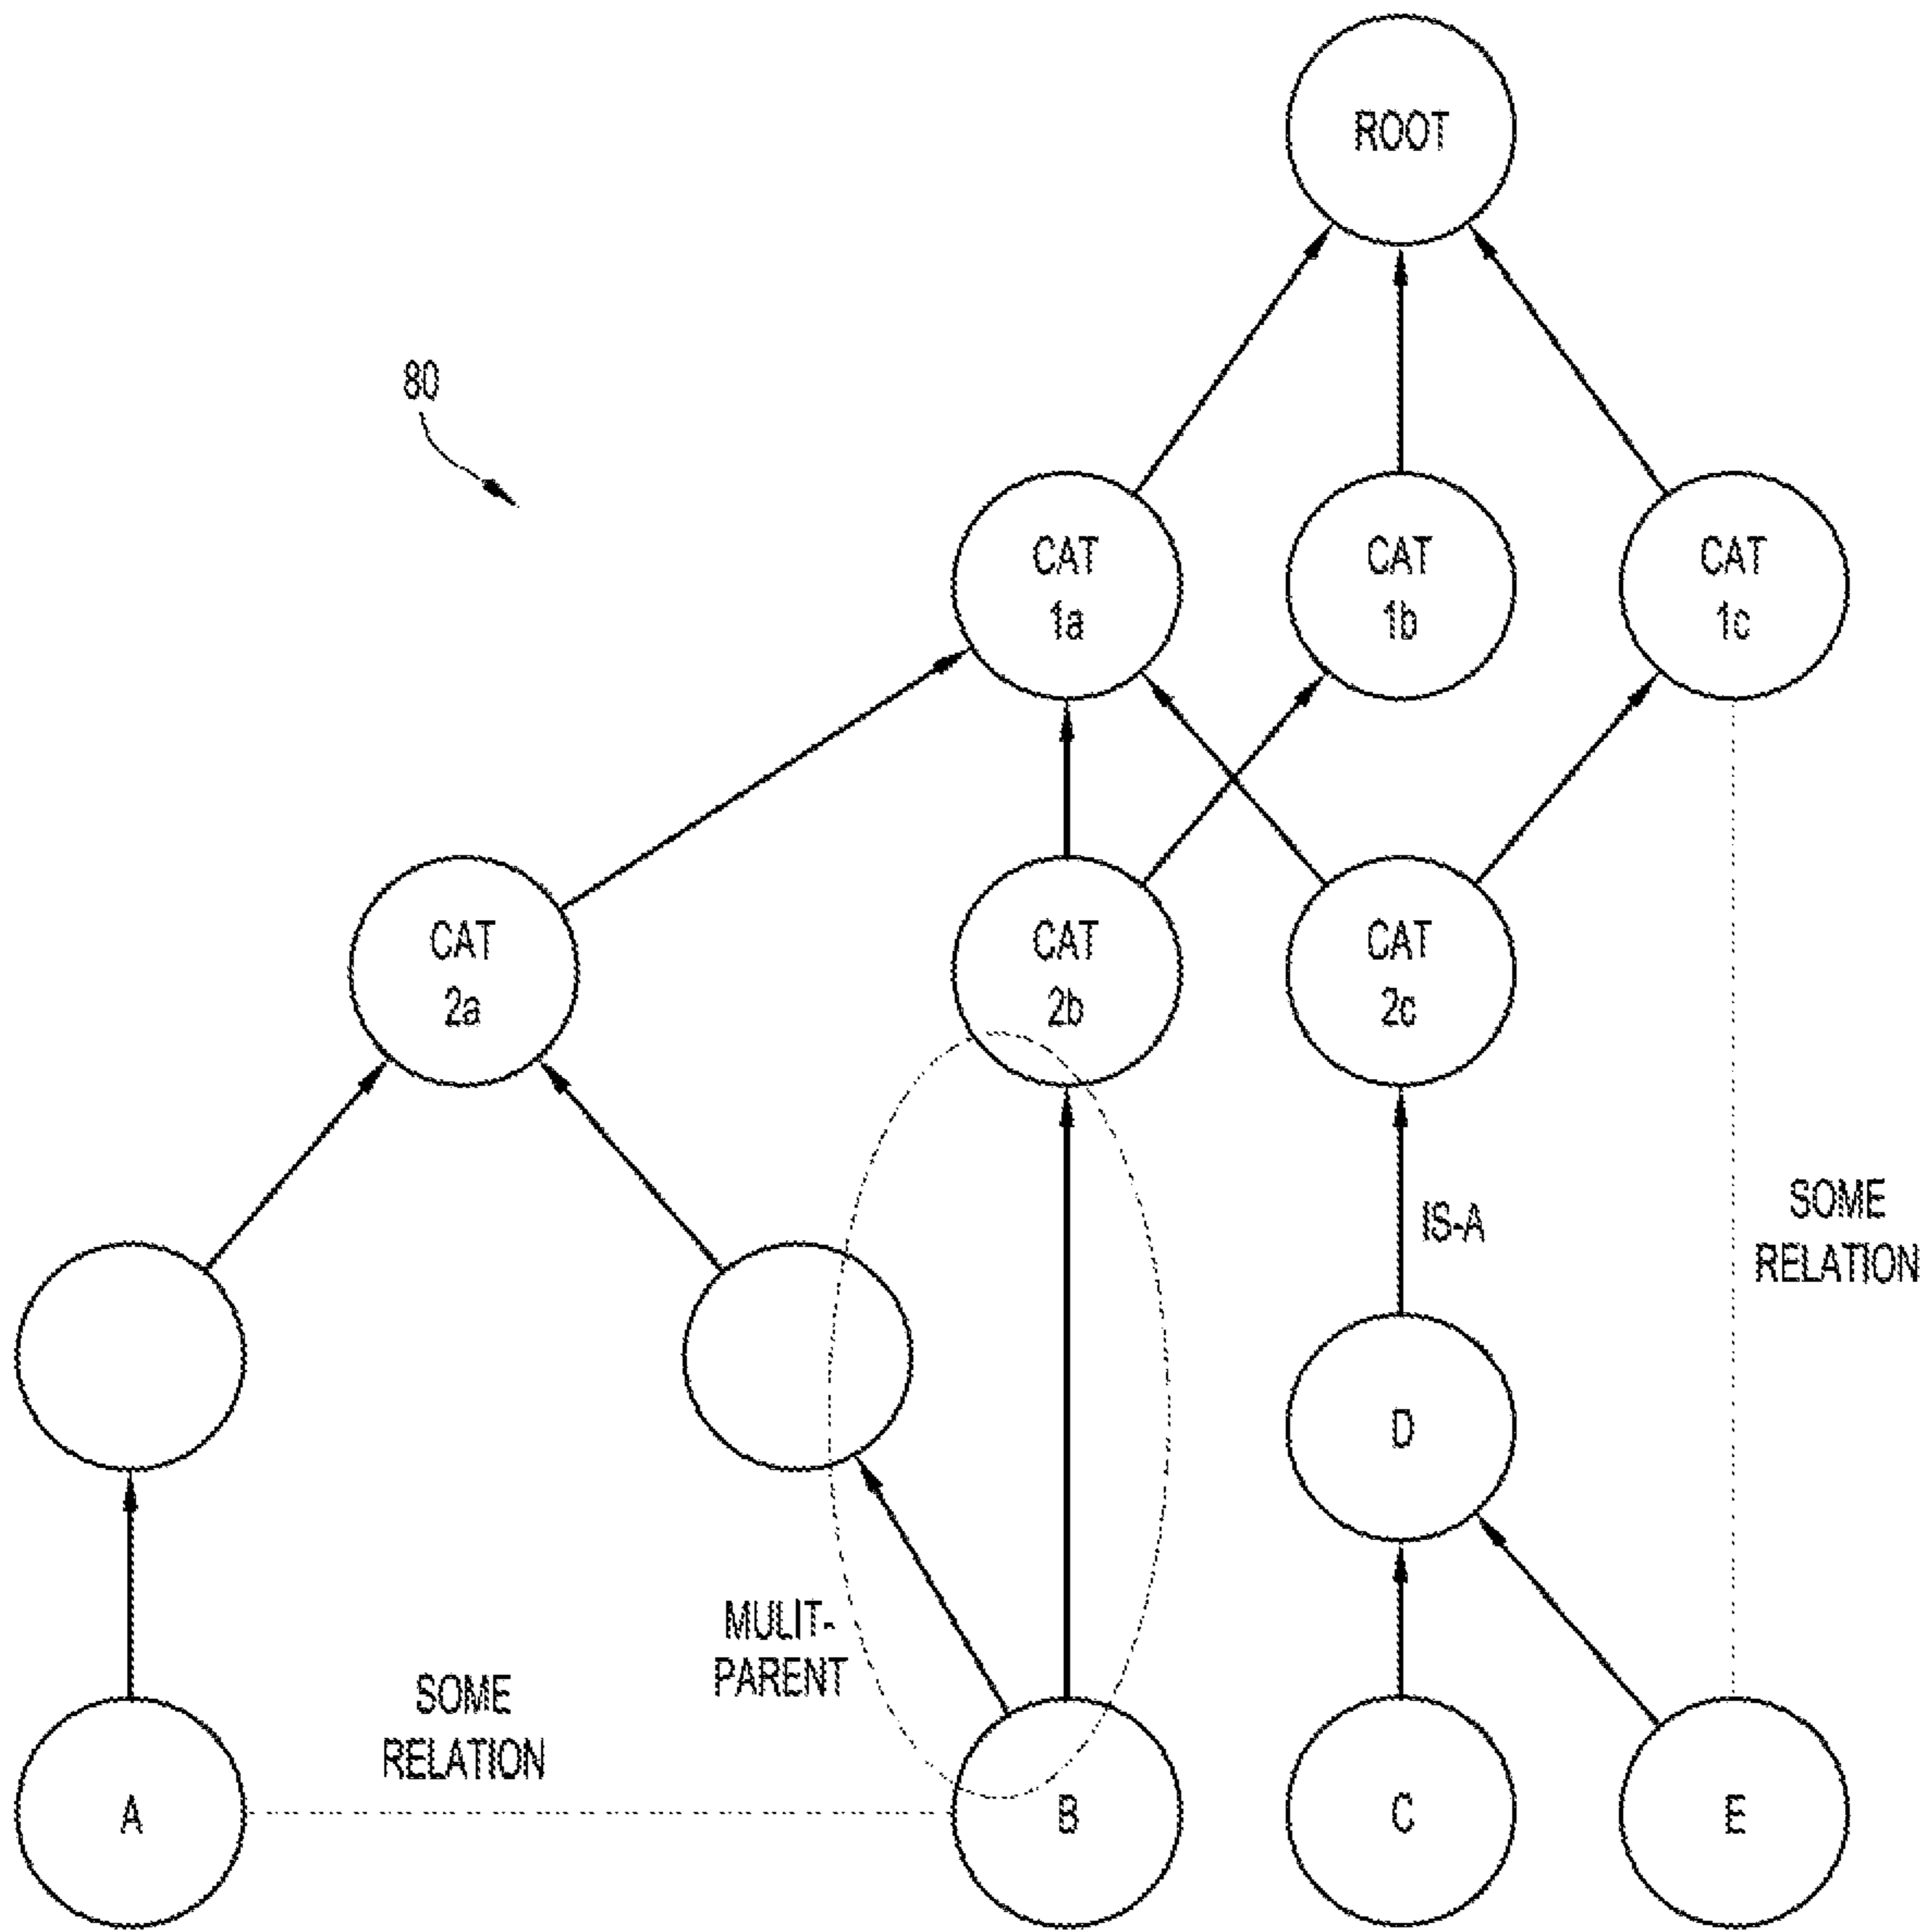 ROOT
80
CAT
1a
CAT
1b
CAT
1c
CAT
2a
CAT
2b
CAT
2c
IS-A
SOME
RELATION
D
MULIT-
PARENT
SOME
RELATION
A
B
C
E